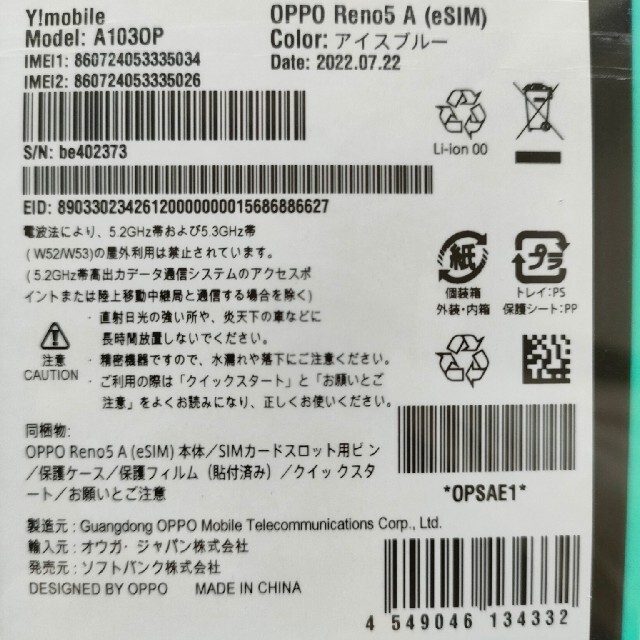 Y!mobile
Model: A103OP
IMEI1: 860724053335034
IMEI2: 860724053335026
OPPO Reno5 A (eSIM)
Color: アイスブルー
Date: 2022.07.22
S/N: be402373
Li-ion 00
EID: 89033023426120000000015686886627
電波法により、5.2GHz帯および5.3GHz帯
(W52/W53)の屋外利用は禁止されています。
(5.2GHz帯高出力データ通信システムのアクセスポ
イントまたは陸上移動中継局と通信する場合を除く)
注意
CAUTION
・ 直射日光の強い所や、炎天下の車などに
長時間放置しないでください。
・ 精密機器ですので、水濡れや落下にご注意ください。
・ ご利用の際は「クイックスタート」と「お願いとご
注意」をよくお読みになり、正しくお使いください。
紙
個装箱
外装・内箱
プラ
トレイ:PS
保護シート:PP
同梱物:
OPPO Reno5 A (eSIM) 本体/SIMカードスロット用ピン
/保護ケース/保護フィルム（貼付済み）/クイックスタ
ート/お願いとご注意
*OPSAE1*
製造元 : Guangdong OPPO Mobile Telecommunications Corp., Ltd.
輸入元 : オウガ・ジャパン株式会社
発売元 : ソフトバンク株式会社
DESIGNED BY OPPO MADE IN CHINA
4 549046 134332